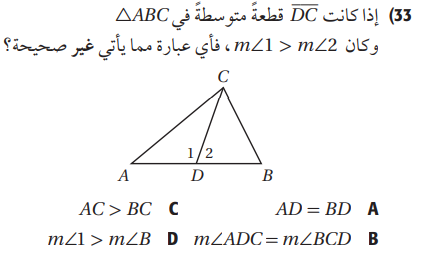 (33 إذا كانت DC قطعةً متوسطةً في △ABC
وكان m∠1 > m∠2 ، فأي عبارة مما يأتي غير صحيحة؟
C
1 2
A D B
AD = BD A
AC > BC C
m∠ADC = m∠BCD B
m∠1 > m∠B D